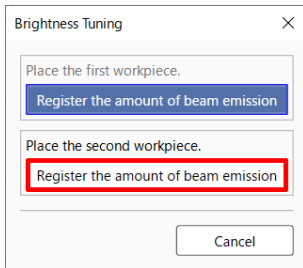 Brightness Tuning
Place the first workpiece.
Register the amount of beam emission
Place the second workpiece.
Register the amount of beam emission
Cancel